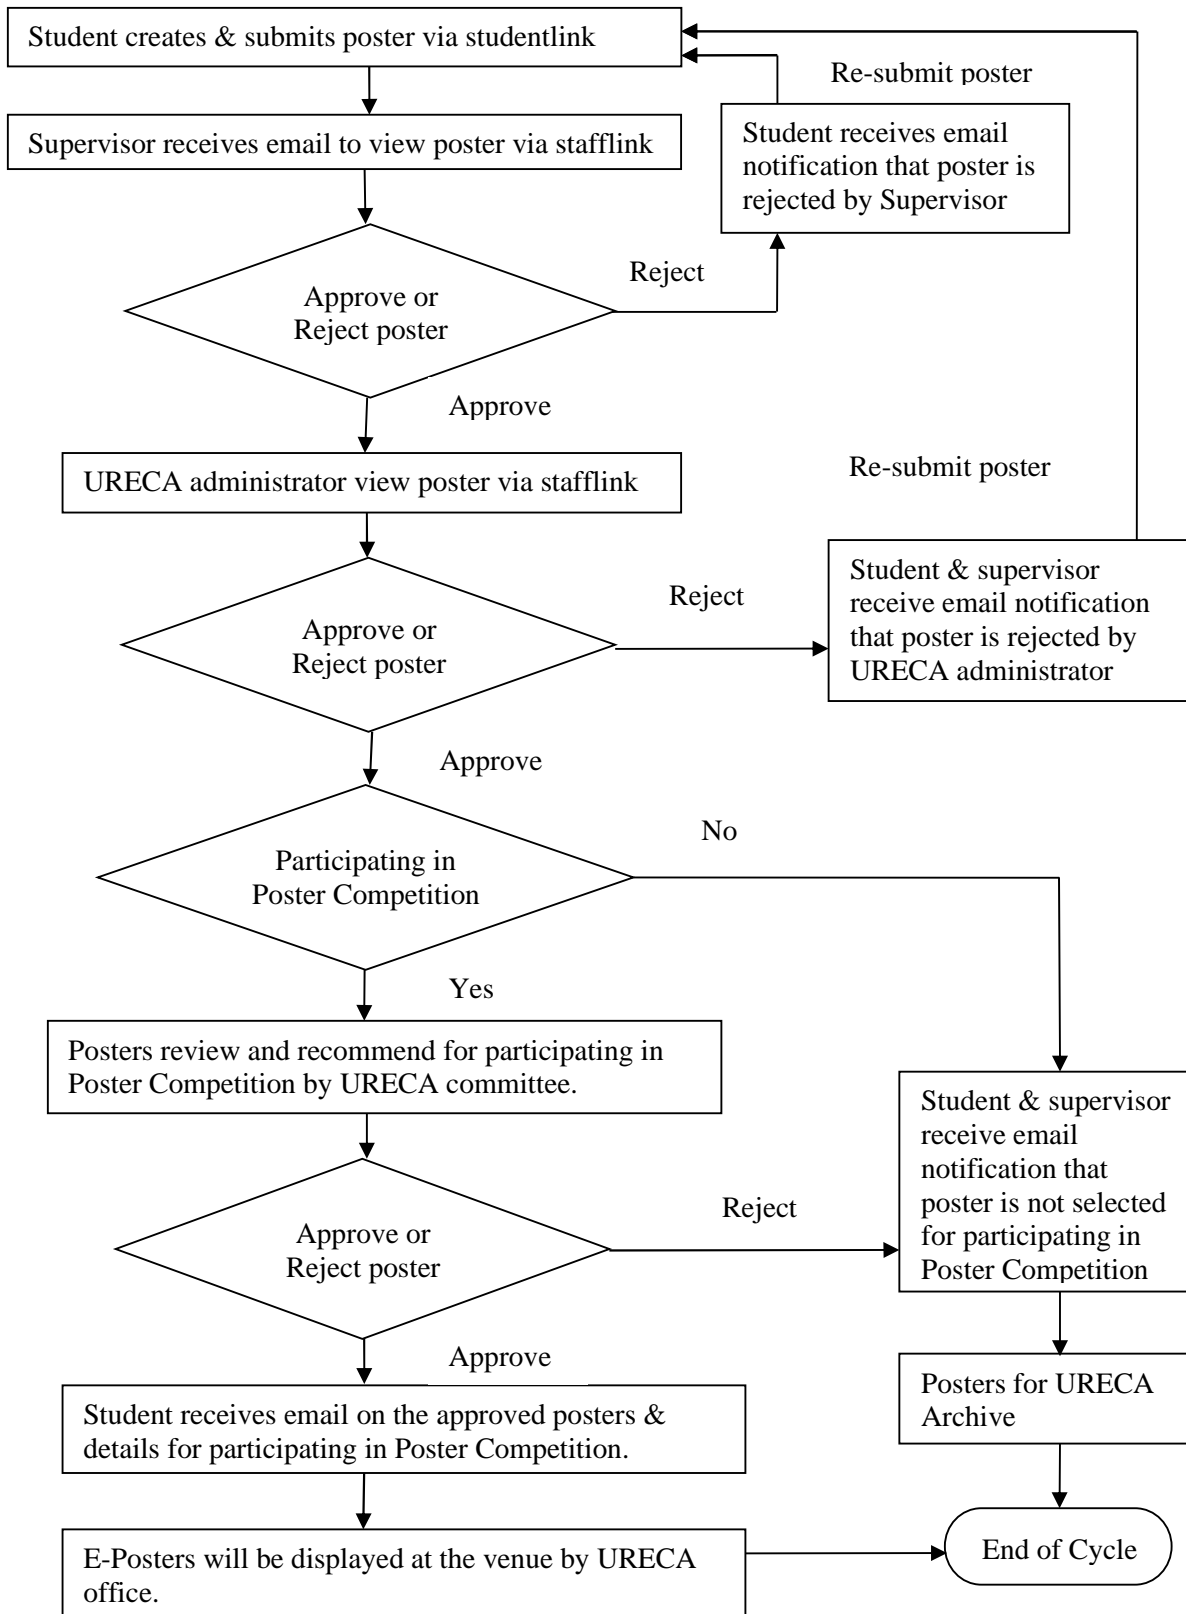 Student creates & submits poster via studentlink
Re-submit poster
Supervisor receives email to view poster via stafflink
Student receives email
notification that poster is
rejected by Supervisor
Reject
Approve or
Reject poster
Approve
URECA administrator view poster via stafflink
Re-submit poster
Student & supervisor
receive email notification
that poster is rejected by
URECA administrator
Reject
Approve or
Reject poster
Approve
No
Participating in
Poster Competition
Yes
Posters review and recommend for participating in
Poster Competition by URECA committee.
Student & supervisor
receive email
notification that
poster is not selected
for participating in
Poster Competition
Reject
Approve or
Reject poster
Approve
Posters for URECA
Archive
Student receives email on the approved posters &
details for participating in Poster Competition.
E-Posters will be displayed at the venue by URECA
office.
End of Cycle